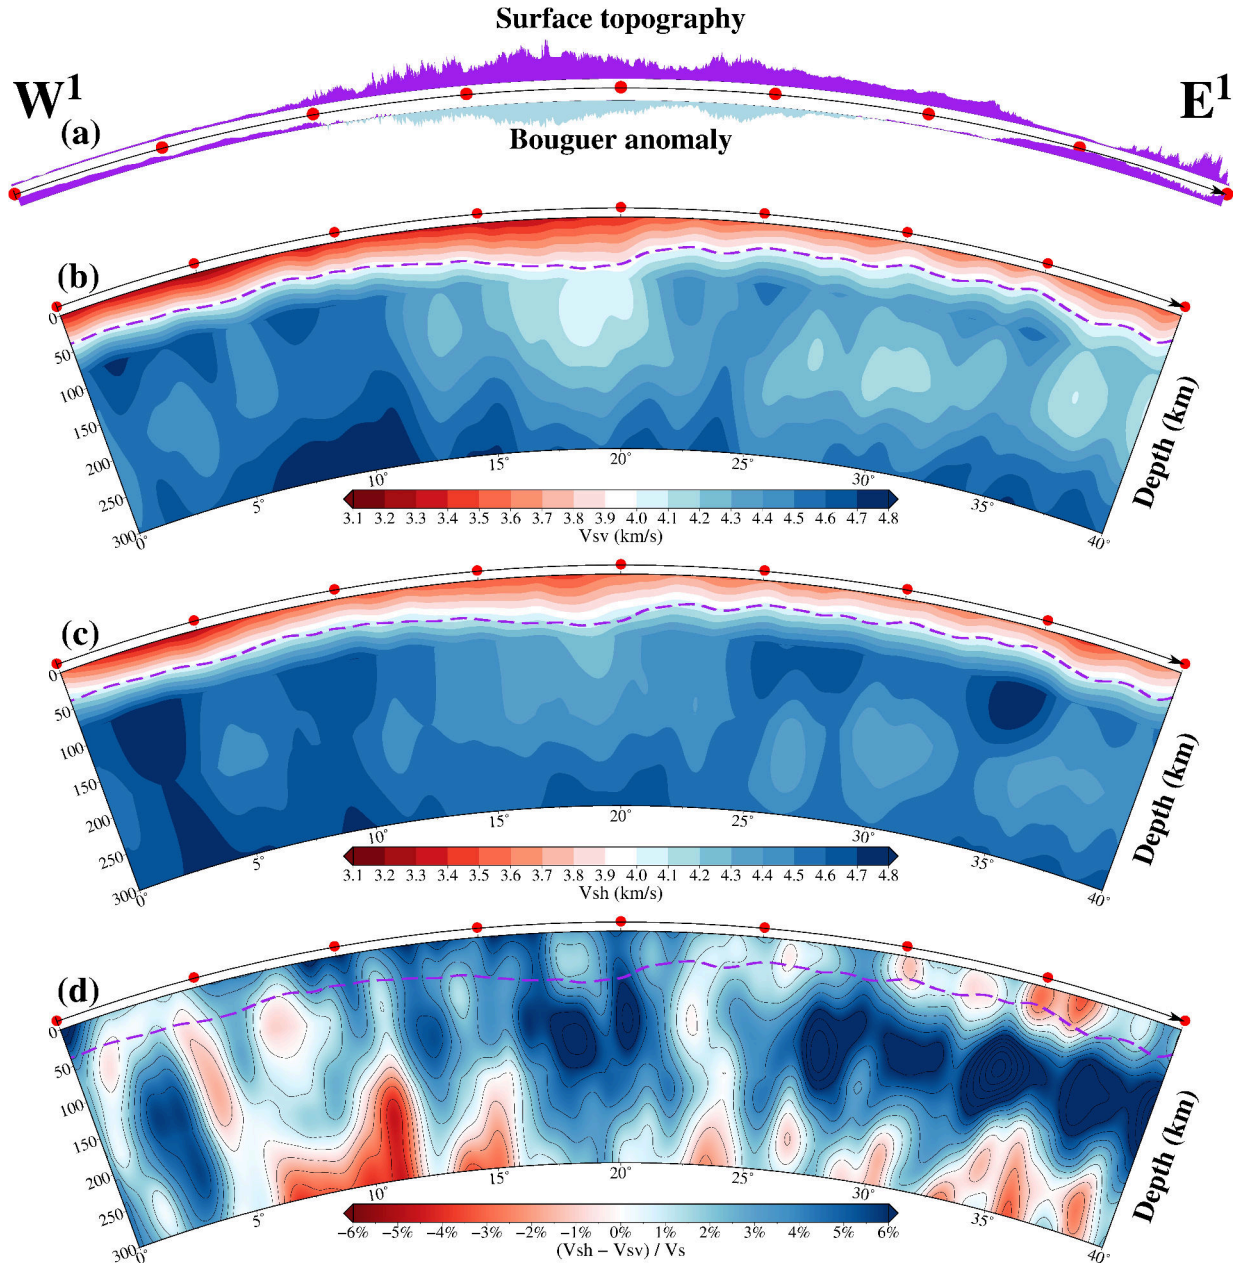 Surface topography
W1
E1
(a)
Bouguer anomaly
(b)
0
50
100
150
200
250
300
0°
5°
10°
15°
20°
25°
30°
35°
40°
Depth (km)
3.1 3.2 3.3 3.4 3.5 3.6 3.7 3.8 3.9 4.0 4.1 4.2 4.3 4.4 4.5 4.6 4.7 4.8
Vsv (km/s)
(c)
0
50
100
150
200
250
300
0°
5°
10°
15°
20°
25°
30°
35°
40°
Depth (km)
3.1 3.2 3.3 3.4 3.5 3.6 3.7 3.8 3.9 4.0 4.1 4.2 4.3 4.4 4.5 4.6 4.7 4.8
Vsh (km/s)
(d)
0
50
100
150
200
250
300
0°
5°
10°
15°
20°
25°
30°
35°
40°
Depth (km)
−6% −5% −4% −3% −2% −1% 0% 1% 2% 3% 4% 5% 6%
(Vsh − Vsv) / Vs